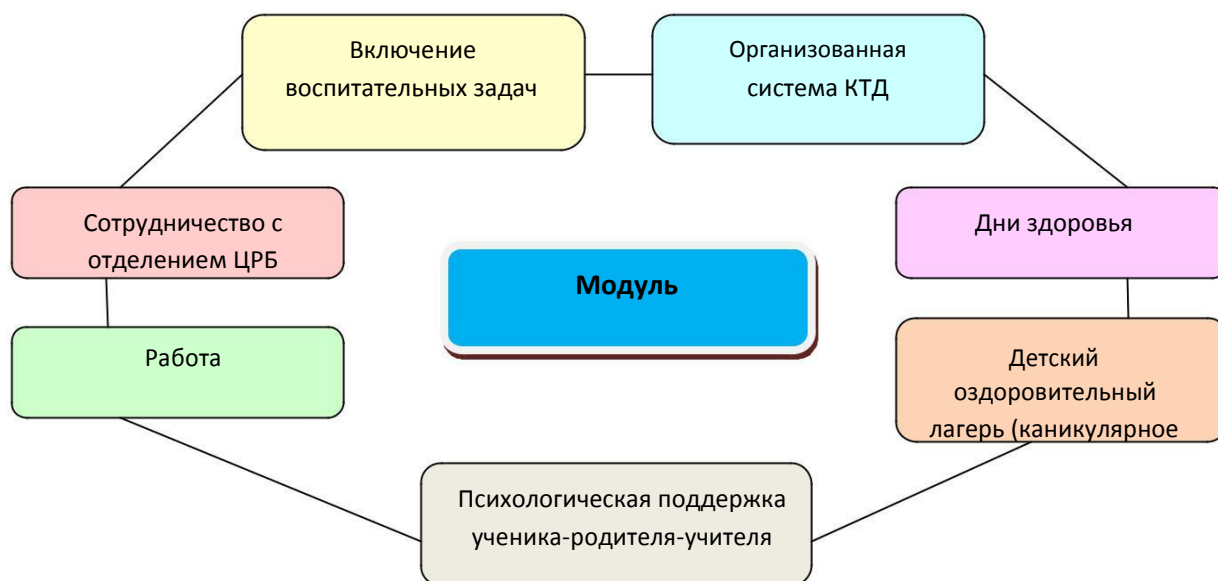 Включение
воспитательных задач
Организованная
система КТД
Сотрудничество с
отделением ЦРБ
Дни здоровья
Модуль
Работа
Детский
оздоровительный
лагерь (каникулярное
Психологическая поддержка
ученика-родителя-учителя